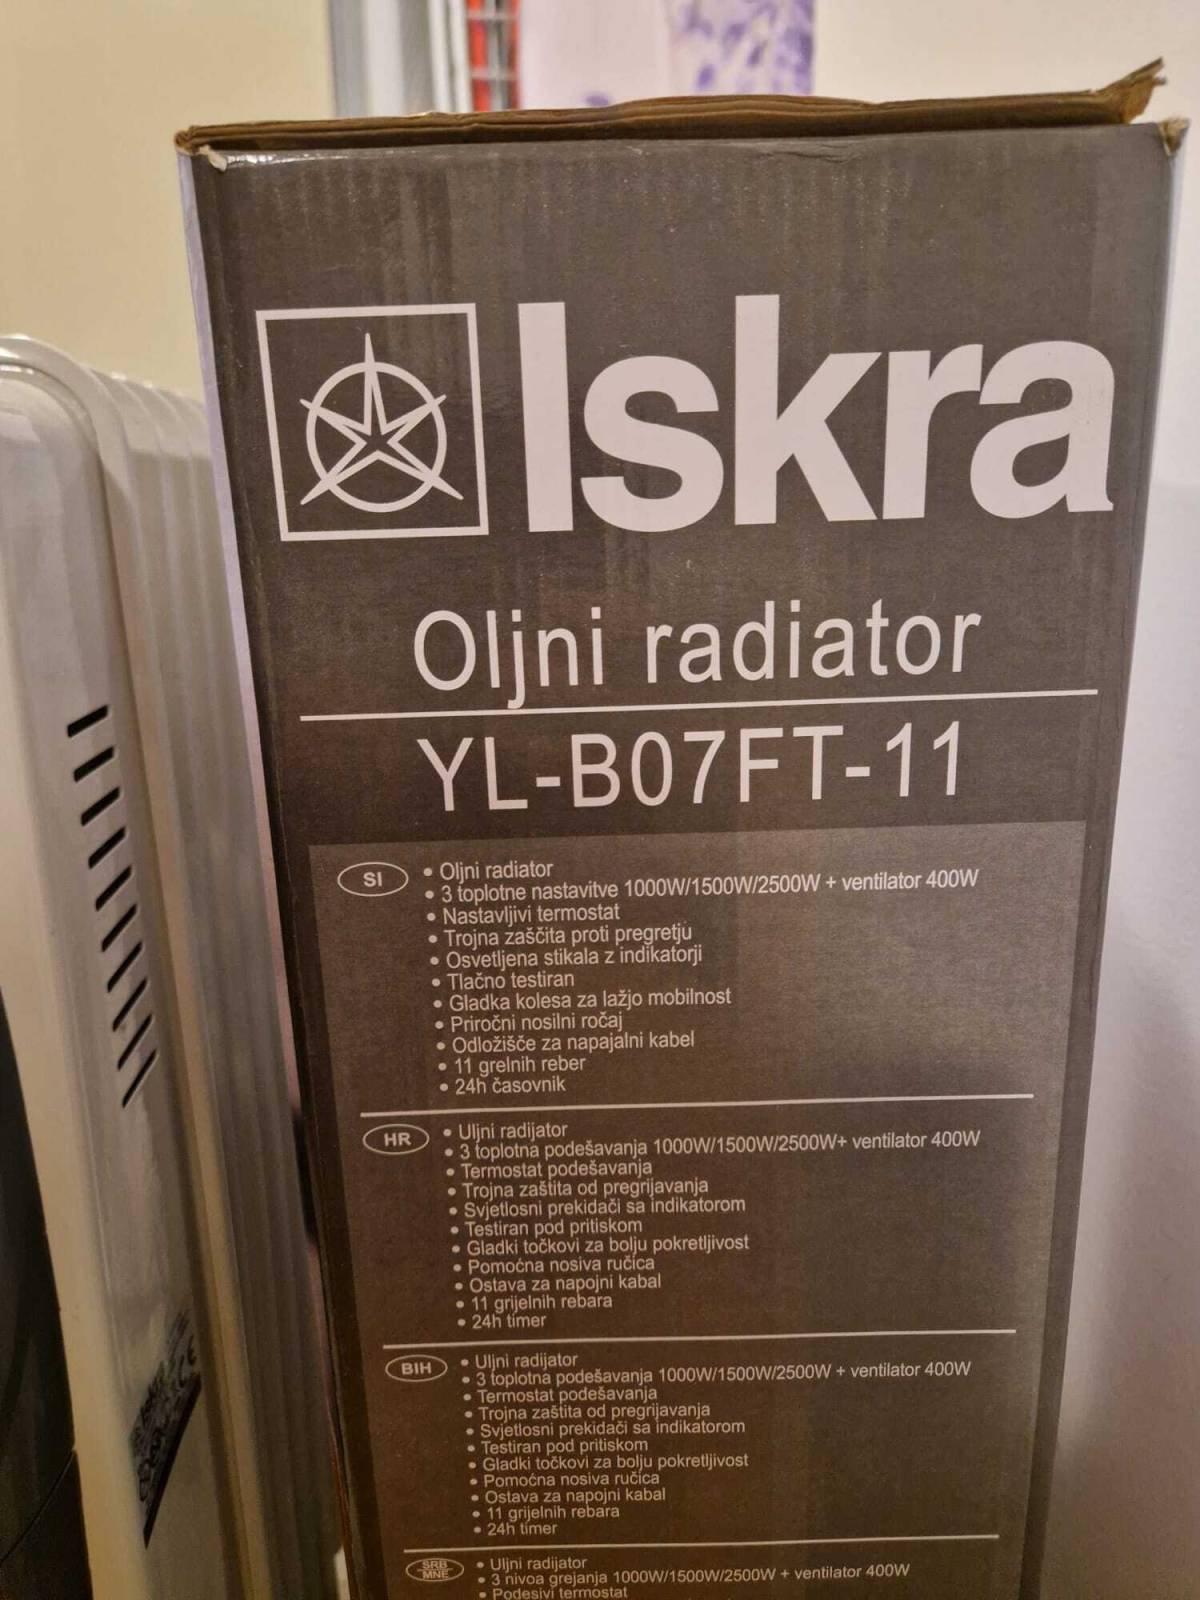 Iskra
Oljni radiator
YL-B07FT-11
SI
• Oljni radiator
• 3 toplotne nastavitve 1000W/1500W/2500W + ventilator 400W
• Nastavljivi termostat
• Trojna zaščita proti pregretju
• Osvetljena stikala z indikatorji
• Tlačno testiran
• Gladka kolesa za lažjo mobilnost
• Priročni nosilni ročaj
• Odložišče za napajalni kabel
• 11 grelnih reber
• 24h časovnik
HR
• Uljni radijator
• 3 toplotna podešavanja 1000W/1500W/2500W+ ventilator 400W
• Termostat podešavanja
• Trojna zaštita od pregrijavanja
• Svjetlosni prekidači sa indikatorom
• Testiran pod pritiskom
• Gladki točkovi za bolju pokretljivost
• Pomoćna nosiva ručica
• Ostava za napojni kabal
• 11 grijelnih rebara
• 24h timer
BIH
• Uljni radijator
• 3 toplotna podešavanja 1000W/1500W/2500W + ventilator 400W
• Termostat podešavanja
• Trojna zaštita od pregrijavanja
• Svjetlosni prekidači sa indikatorom
• Testiran pod pritiskom
• Gladki točkovi za bolju pokretljivost
• Pomoćna nosiva ručica
• Ostava za napojni kabal
• 11 grijelnih rebara
• 24h timer
SRB
MNE
• Uljni radijator
• 3 nivoa grejanja 1000W/1500W/2500W + ventilator 400W
• Podesivi termostat